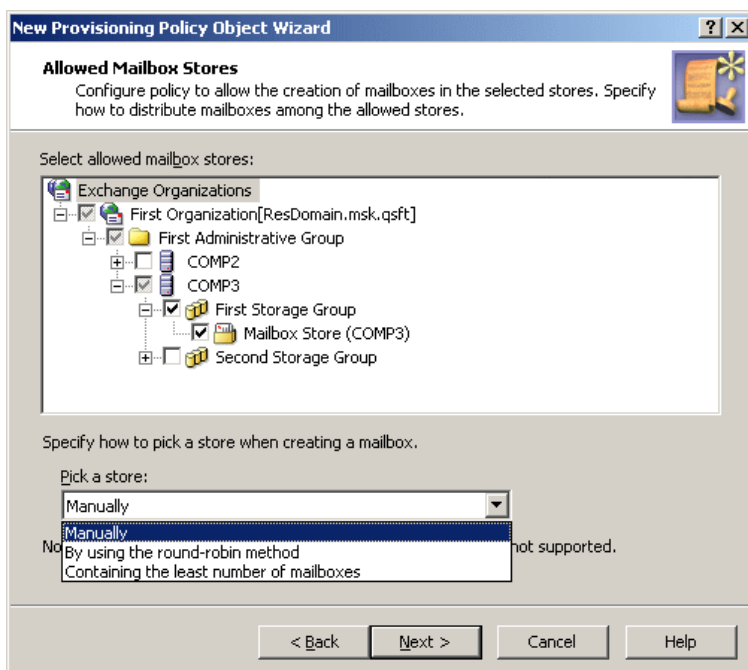 New Provisioning Policy Object Wizard
Allowed Mailbox Stores
Configure policy to allow the creation of mailboxes in the selected stores. Specify
how to distribute mailboxes among the allowed stores.
Select allowed mailbox stores:
Exchange Organizations
First Organization[ResDomain.msk.qsft]
First Administrative Group
COMP2
COMP3
First Storage Group
Mailbox Store (COMP3)
Second Storage Group
Specify how to pick a store when creating a mailbox.
Pick a store:
Manually
Manually
By using the round-robin method
not supported.
Containing the least number of mailboxes
< Back
Next >
Cancel
Help